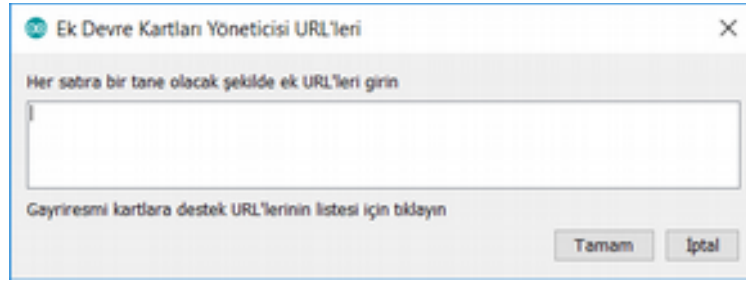 Ek Devre Kartları Yöneticisi URL'leri
Her satıra bir tane olacak şekilde ek URL'leri girin
Gayriresmi kartlara destek URL'lerinin listesi için tıklayın
Tamam İptal